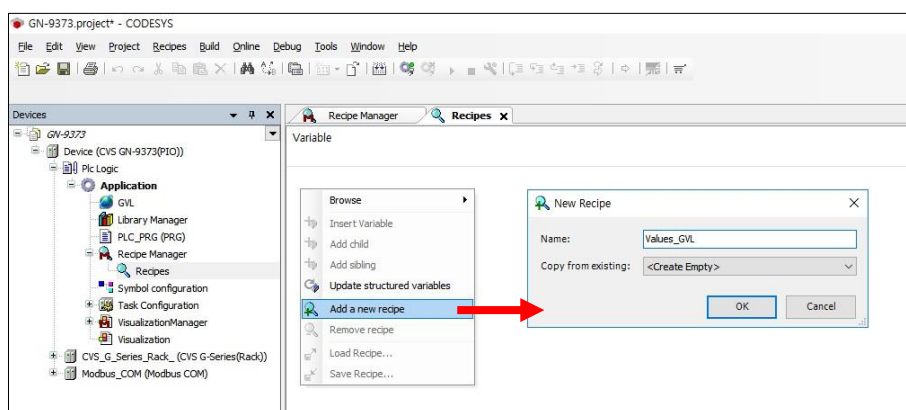 GN-9373.project* - CODESYS
File Edit View Project Recipes Build Online Debug Tools Window Help
Devices
GN-9373
Device (CVS GN-9373(PIO))
Plc Logic
Application
GVL
Library Manager
PLC_PRG (PRG)
Recipe Manager
Recipes
Symbol configuration
Task Configuration
VisualizationManager
Visualization
CVS_G_Series_Rack_ (CVS G-Series(Rack))
Modbus_COM (Modbus COM)
Recipe Manager Recipes
Variable
Browse
Insert Variable
Add child
Add sibling
Update structured variables
Add a new recipe
Remove recipe
Load Recipe...
Save Recipe...
New Recipe
Name: Values_GVL
Copy from existing: <Create Empty>
OK Cancel